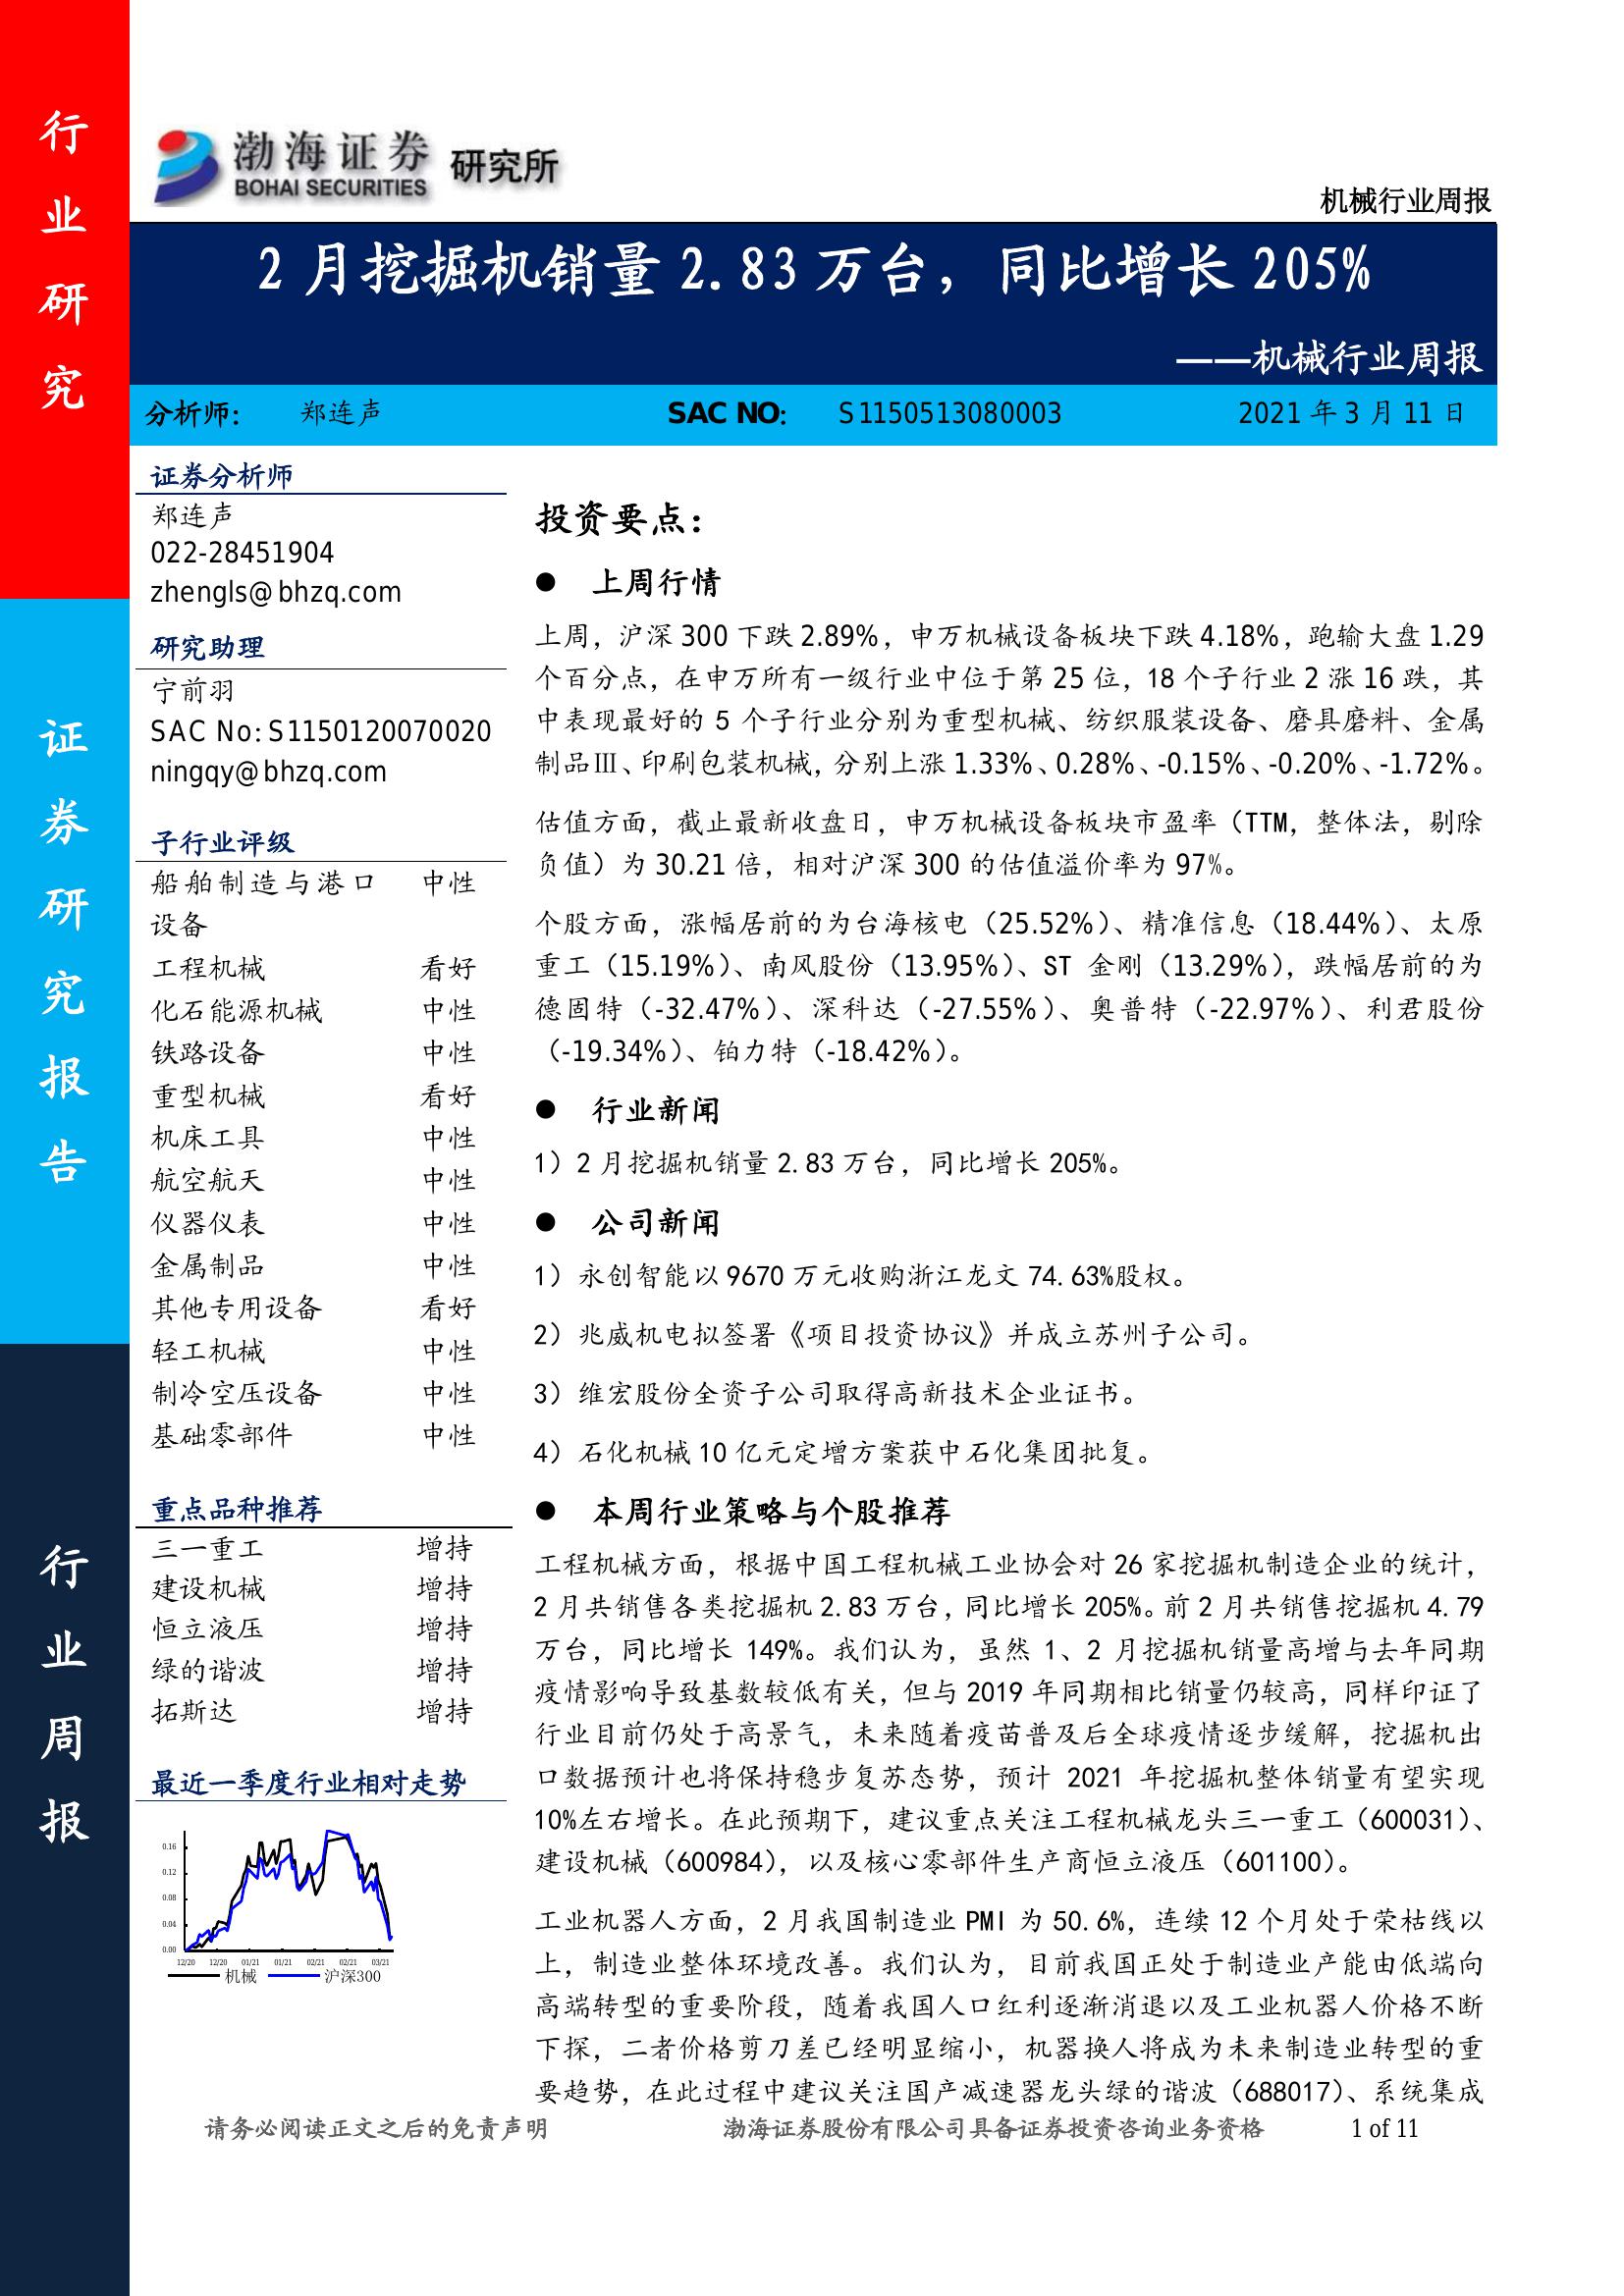 行业研究
证券研究报告
行业周报
渤海证券 研究所
BOHAI SECURITIES
机械行业周报
2 月挖掘机销量 2.83 万台，同比增长 205%
——机械行业周报
分析师： 郑连声 SAC NO： S1150513080003 2021 年 3 月 11 日
证券分析师
郑连声
022-28451904
zhengls@bhzq.com
研究助理
宁前羽
SAC No:S1150120070020
ningqy@bhzq.com
子行业评级
船舶制造与港口 中性
设备
工程机械 看好
化石能源机械 中性
铁路设备 中性
重型机械 看好
机床工具 中性
航空航天 中性
仪器仪表 中性
金属制品 中性
其他专用设备 看好
轻工机械 中性
制冷空压设备 中性
基础零部件 中性
重点品种推荐
三一重工 增持
建设机械 增持
恒立液压 增持
绿的谐波 增持
拓斯达 增持
最近一季度行业相对走势
0.16
0.12
0.08
0.04
0.00
12/20 12/20 01/21 01/21 02/21 02/21 03/21
机械 沪深300
投资要点：
● 上周行情
上周，沪深 300 下跌 2.89%，申万机械设备板块下跌 4.18%，跑输大盘 1.29
个百分点，在申万所有一级行业中位于第 25 位，18 个子行业 2 涨 16 跌，其
中表现最好的 5 个子行业分别为重型机械、纺织服装设备、磨具磨料、金属
制品Ⅲ、印刷包装机械，分别上涨 1.33%、0.28%、-0.15%、-0.20%、-1.72%。
估值方面，截止最新收盘日，申万机械设备板块市盈率（TTM，整体法，剔除
负值）为 30.21 倍，相对沪深 300 的估值溢价率为 97%。
个股方面，涨幅居前的为台海核电（25.52%）、精准信息（18.44%）、太原
重工（15.19%）、南风股份（13.95%）、ST 金刚（13.29%），跌幅居前的为
德固特（-32.47%）、深科达（-27.55%）、奥普特（-22.97%）、利君股份
（-19.34%）、铂力特（-18.42%）。
● 行业新闻
1）2 月挖掘机销量 2.83 万台，同比增长 205%。
● 公司新闻
1）永创智能以 9670 万元收购浙江龙文 74.63%股权。
2）兆威机电拟签署《项目投资协议》并成立苏州子公司。
3）维宏股份全资子公司取得高新技术企业证书。
4）石化机械 10 亿元定增方案获中石化集团批复。
● 本周行业策略与个股推荐
工程机械方面，根据中国工程机械工业协会对 26 家挖掘机制造企业的统计，
2 月共销售各类挖掘机 2.83 万台，同比增长 205%。前 2 月共销售挖掘机 4.79
万台，同比增长 149%。我们认为，虽然 1、2 月挖掘机销量高增与去年同期
疫情影响导致基数较低有关，但与 2019 年同期相比销量仍较高，同样印证了
行业目前仍处于高景气，未来随着疫苗普及后全球疫情逐步缓解，挖掘机出
口数据预计也将保持稳步复苏态势，预计 2021 年挖掘机整体销量有望实现
10%左右增长。在此预期下，建议重点关注工程机械龙头三一重工（600031）、
建设机械（600984），以及核心零部件生产商恒立液压（601100）。
工业机器人方面，2 月我国制造业 PMI 为 50.6%，连续 12 个月处于荣枯线以
上，制造业整体环境改善。我们认为，目前我国正处于制造业产能由低端向
高端转型的重要阶段，随着我国人口红利逐渐消退以及工业机器人价格不断
下探，二者价格剪刀差已经明显缩小，机器换人将成为未来制造业转型的重
要趋势，在此过程中建议关注国产减速器龙头绿的谐波（688017）、系统集成
请务必阅读正文之后的免责声明 渤海证券股份有限公司具备证券投资咨询业务资格 1 of 11